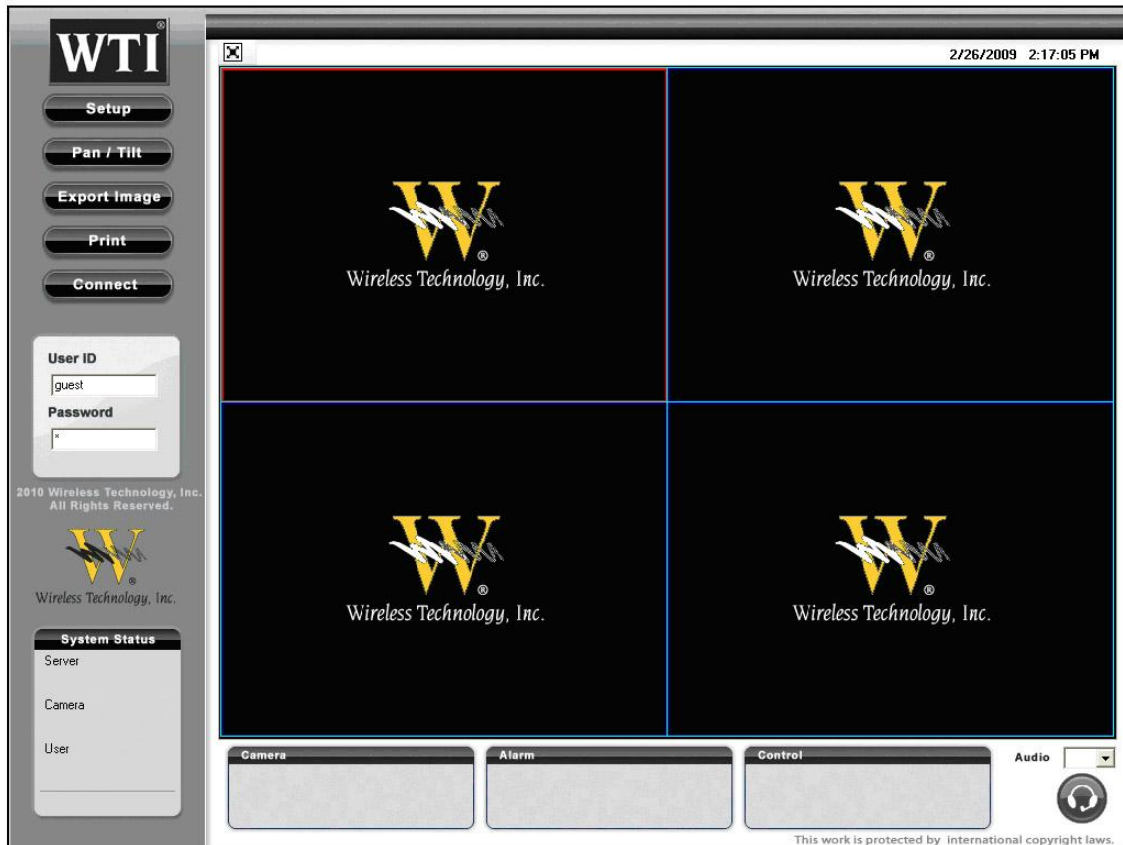 WTI®
Setup
Pan / Tilt
Export Image
Print
Connect
User ID
guest
Password
*
2010 Wireless Technology, Inc.
All Rights Reserved.
W®
Wireless Technology, Inc.
System Status
Server
Camera
User
2/26/2009 2:17:05 PM
W®
Wireless Technology, Inc.
W®
Wireless Technology, Inc.
W®
Wireless Technology, Inc.
W®
Wireless Technology, Inc.
Camera
Alarm
Control
Audio
This work is protected by international copyright laws.